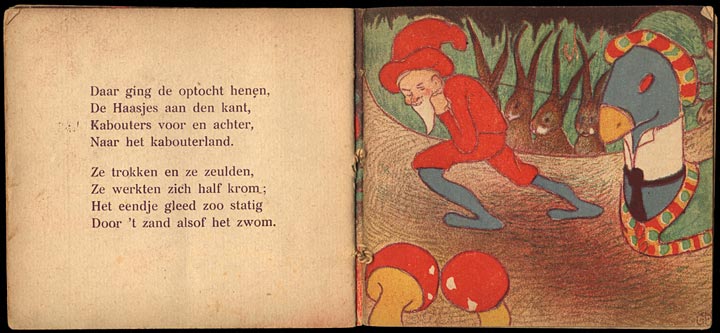 Daar ging de optocht henen,
De Haasjes aan den kant,
Kabouters voor en achter,
Naar het kabouterland.
Ze trokken en ze zeulden,
Ze werkten zich half krom;
Het eendje gleed zoo statig
Door 't zand alsof het zwom.